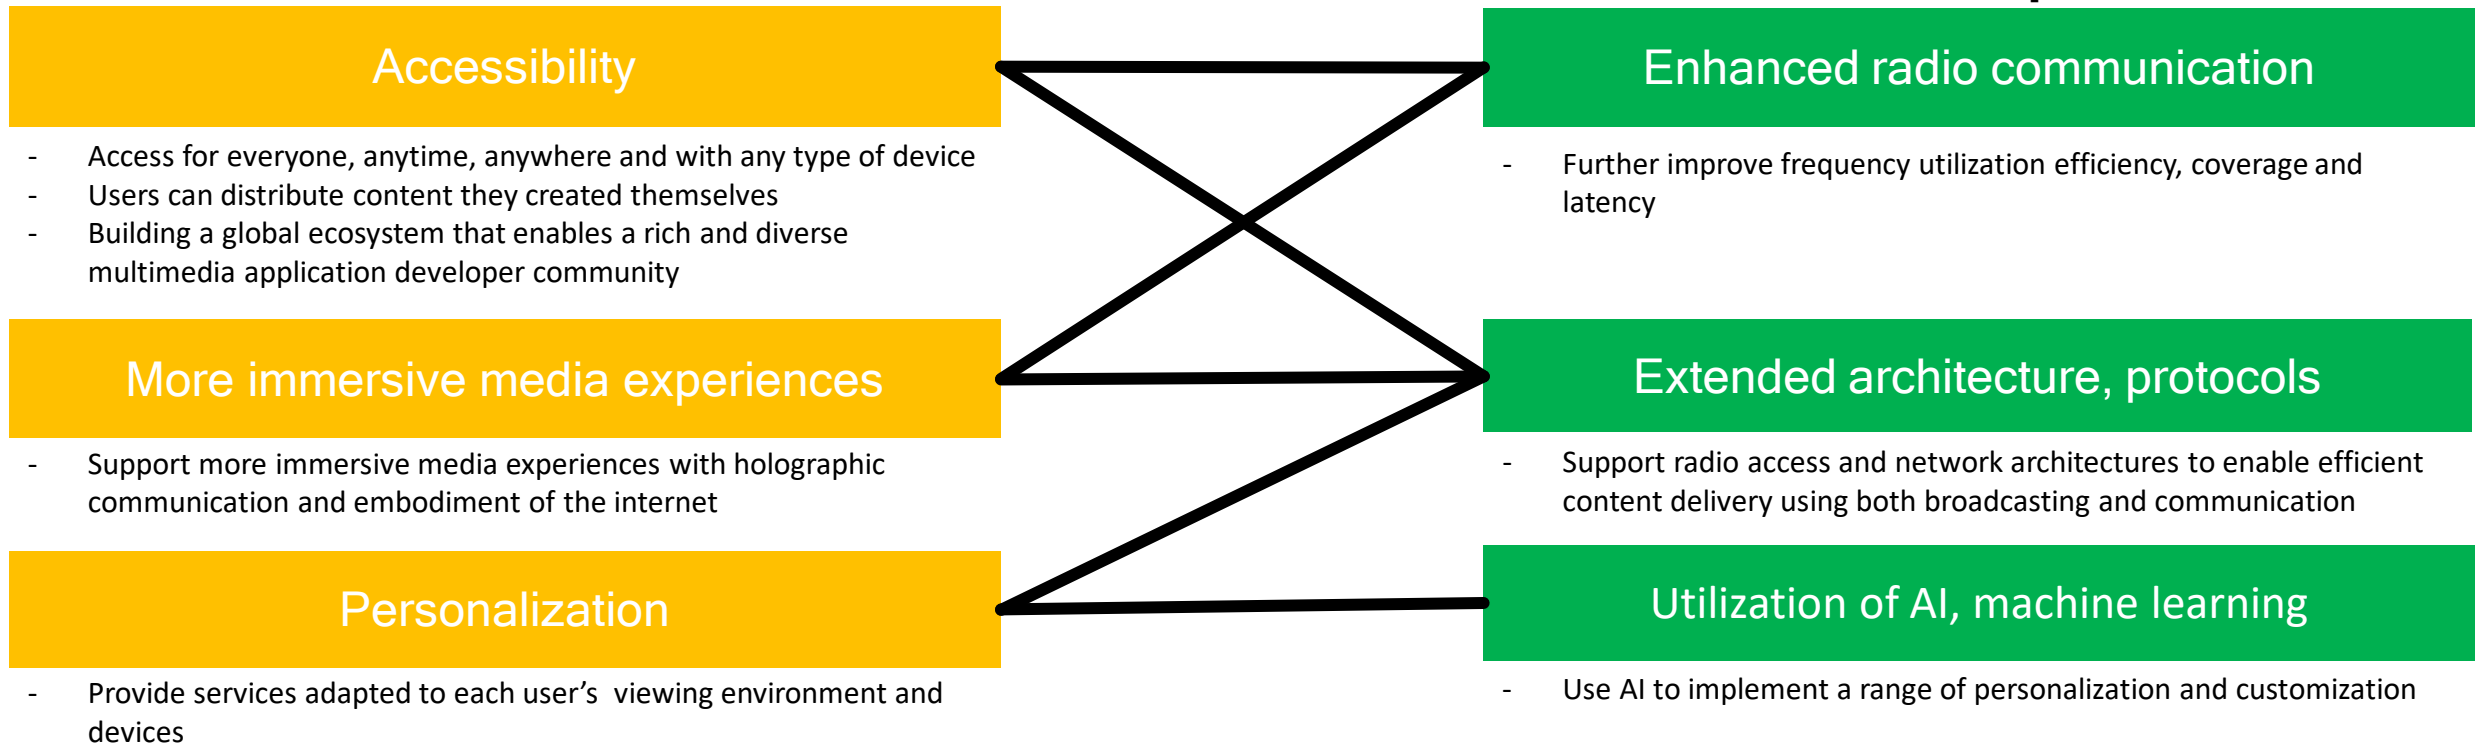 Accessibility
- Access for everyone, anytime, anywhere and with any type of device
- Users can distribute content they created themselves
- Building a global ecosystem that enables a rich and diverse
multimedia application developer community
More immersive media experiences
- Support more immersive media experiences with holographic
communication and embodiment of the internet
Personalization
- Provide services adapted to each user’s  viewing environment and
devices
Enhanced radio communication
- Further improve frequency utilization efficiency, coverage and
latency
Extended architecture, protocols
- Support radio access and network architectures to enable efficient
content delivery using both broadcasting and communication
Utilization of AI, machine learning
- Use AI to implement a range of personalization and customization